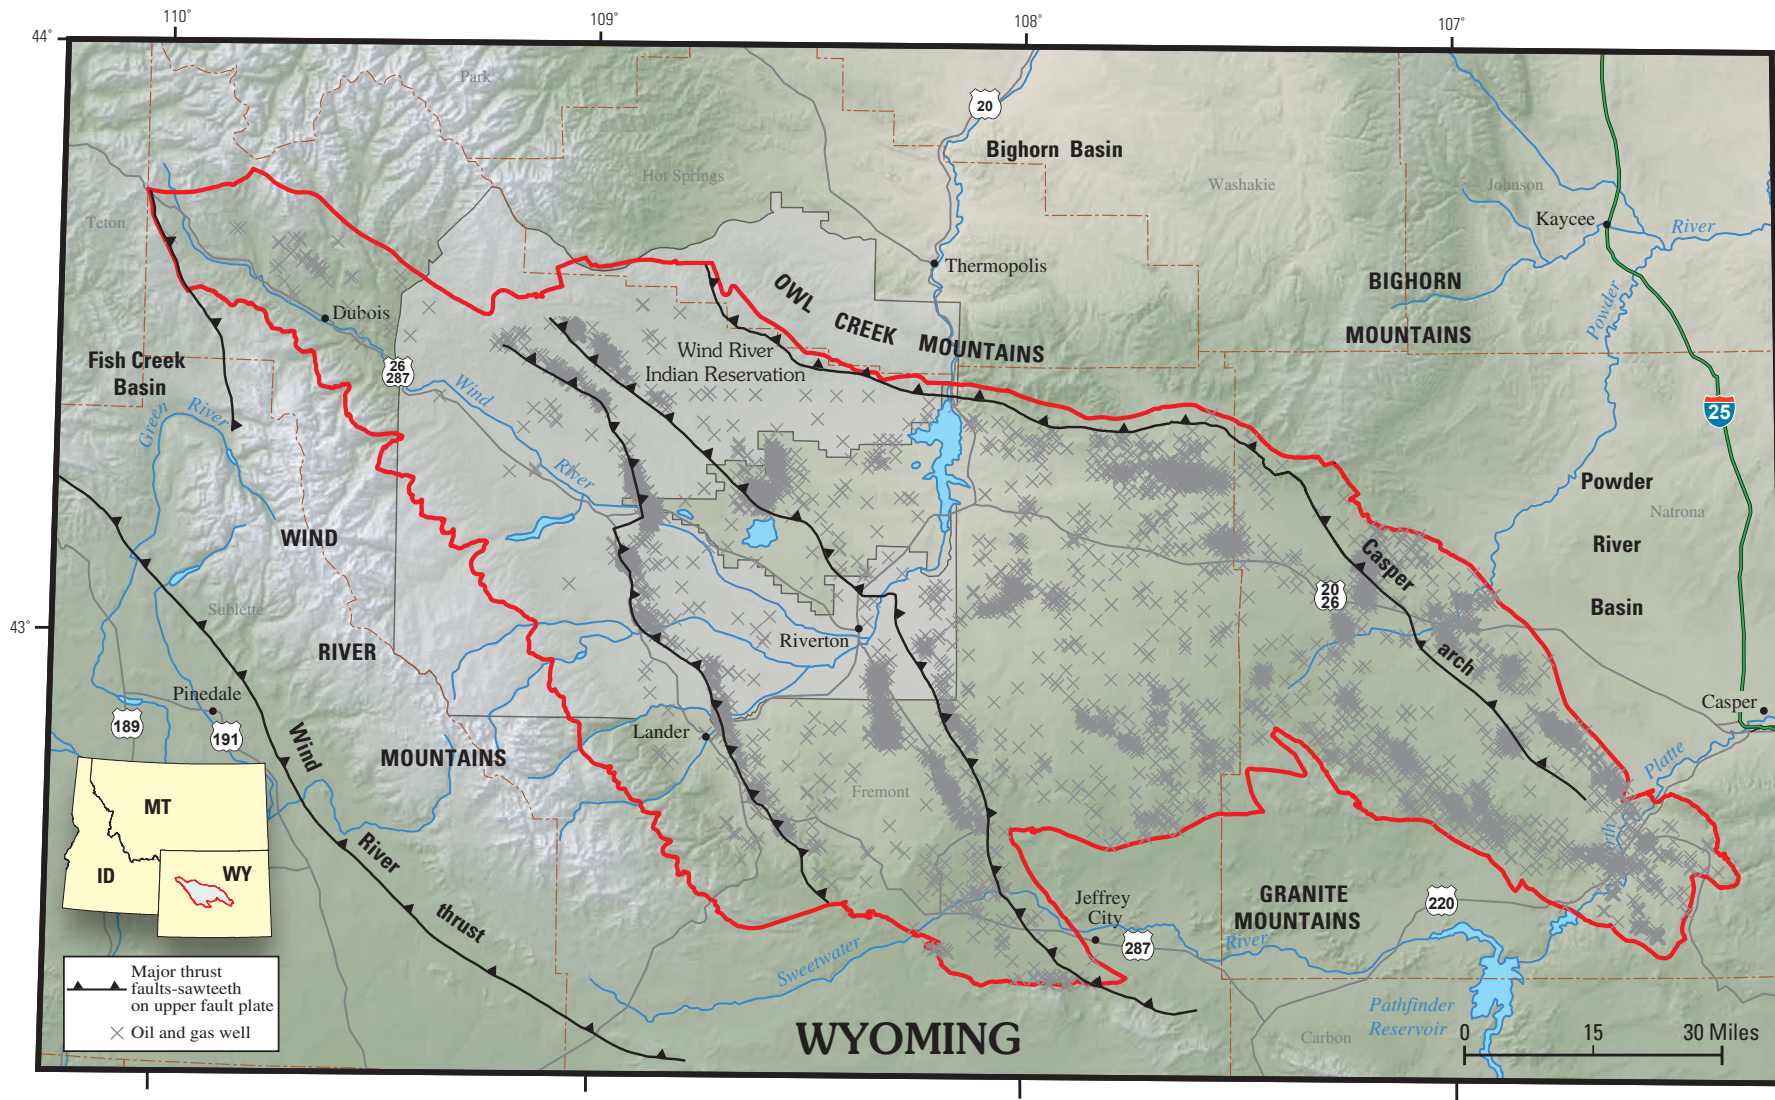 110°
109°
108°
107°
44°
43°
Park
20
Bighorn Basin
Hot Springs
Washakie
Johnson
Kaycee
River
Teton
Thermopolis
OWL CREEK MOUNTAINS
BIGHORN
MOUNTAINS
Powder
Dubois
Fish Creek
Basin
26
287
Wind River
Indian Reservation
Wind
River
Green River
25
Powder
River
Basin
Natrona
WIND
RIVER
MOUNTAINS
Casper
arch
20
26
Sublette
Riverton
Pinedale
189
191
Lander
Casper
Platte
North
Wind
River
thrust
Fremont
MT
ID
WY
Jeffrey
City
287
GRANITE
MOUNTAINS
220
River
Sweetwater
Major thrust
faults-sawteeth
on upper fault plate
Oil and gas well
WYOMING
Pathfinder
Reservoir
Carbon
0 15 30 Miles